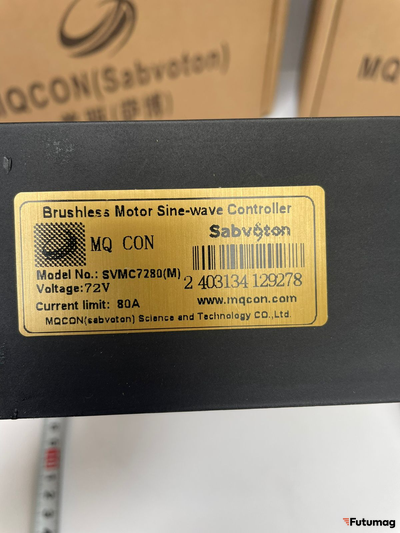 MQCON(Sabvoton)
MQ
Brushless Motor Sine-wave Controller
MQ CON
Sabvoton
Model No.: SVMC7280(M)
Voltage:72V
2 403134 129278
Current limit: 80A
www.mqcon.com
MQCON(sabvoton) Science and Technology CO.,Ltd.
Futumag